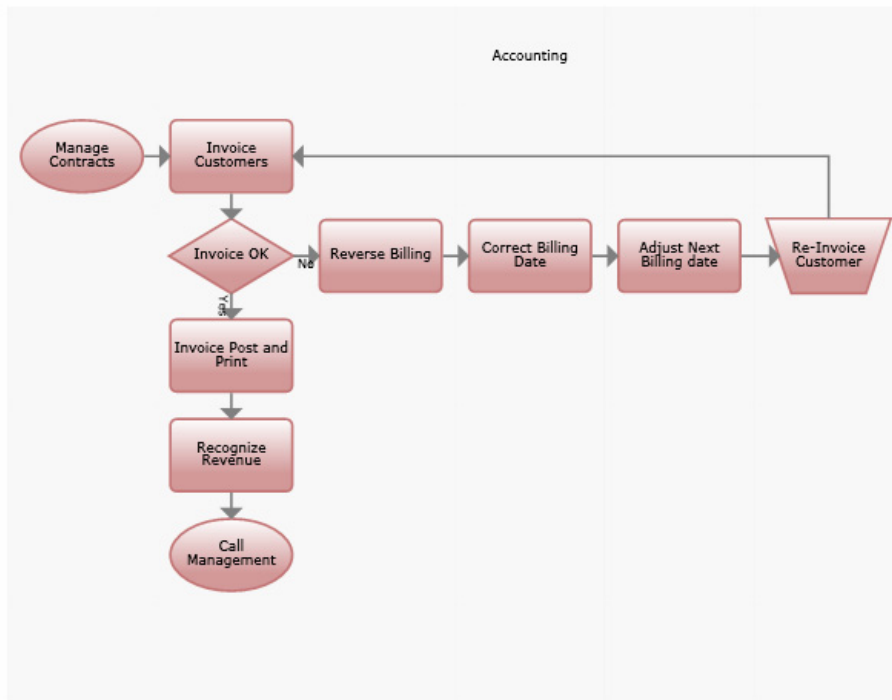 Accounting
Manage
Contracts
Invoice
Customers
Invoice OK
No
Reverse Billing
Correct Billing
Date
Adjust Next
Billing date
Re-Invoice
Customer
Yes
Invoice Post and
Print
Recognize
Revenue
Call
Management